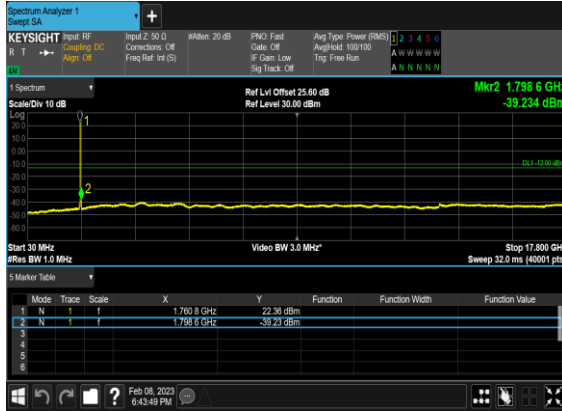 Spectrum Analyzer 1
Swept SA
+
KEYSIGHT Input: RF Input Z: 50 Ω #Atten: 20 dB PNO: Fast Avg Type: Power (RMS) 1 2 3 4 5 6
R T Coupling: DC Corrections: Off Gate: Off Avg|Hold: 100/100 A W W W W W
Align: Off Freq Ref: Int (S) IF Gain: Low Trig: Free Run
LXI Sig Track: Off A N N N N N
1 Spectrum Ref Lvl Offset 25.60 dB Mkr2 1.798 6 GHz
Scale/Div 10 dB Ref Level 30.00 dBm -39.234 dBm
Log
1
20.0
10.0
0.00
-10.0 DL1 -13.00 dBm
-20.0
-30.0 2
-40.0
-50.0
-60.0
Start 30 MHz Video BW 3.0 MHz* Stop 17.800 GHz
#Res BW 1.0 MHz Sweep 32.0 ms (40001 pts)
5 Marker Table
Mode Trace Scale X Y Function Function Width Function Value
1 N 1 f 1.760 8 GHz 22.36 dBm
2 N 1 f 1.798 6 GHz -39.23 dBm
3
4
5
6
? Feb 08, 2023
6:43:49 PM